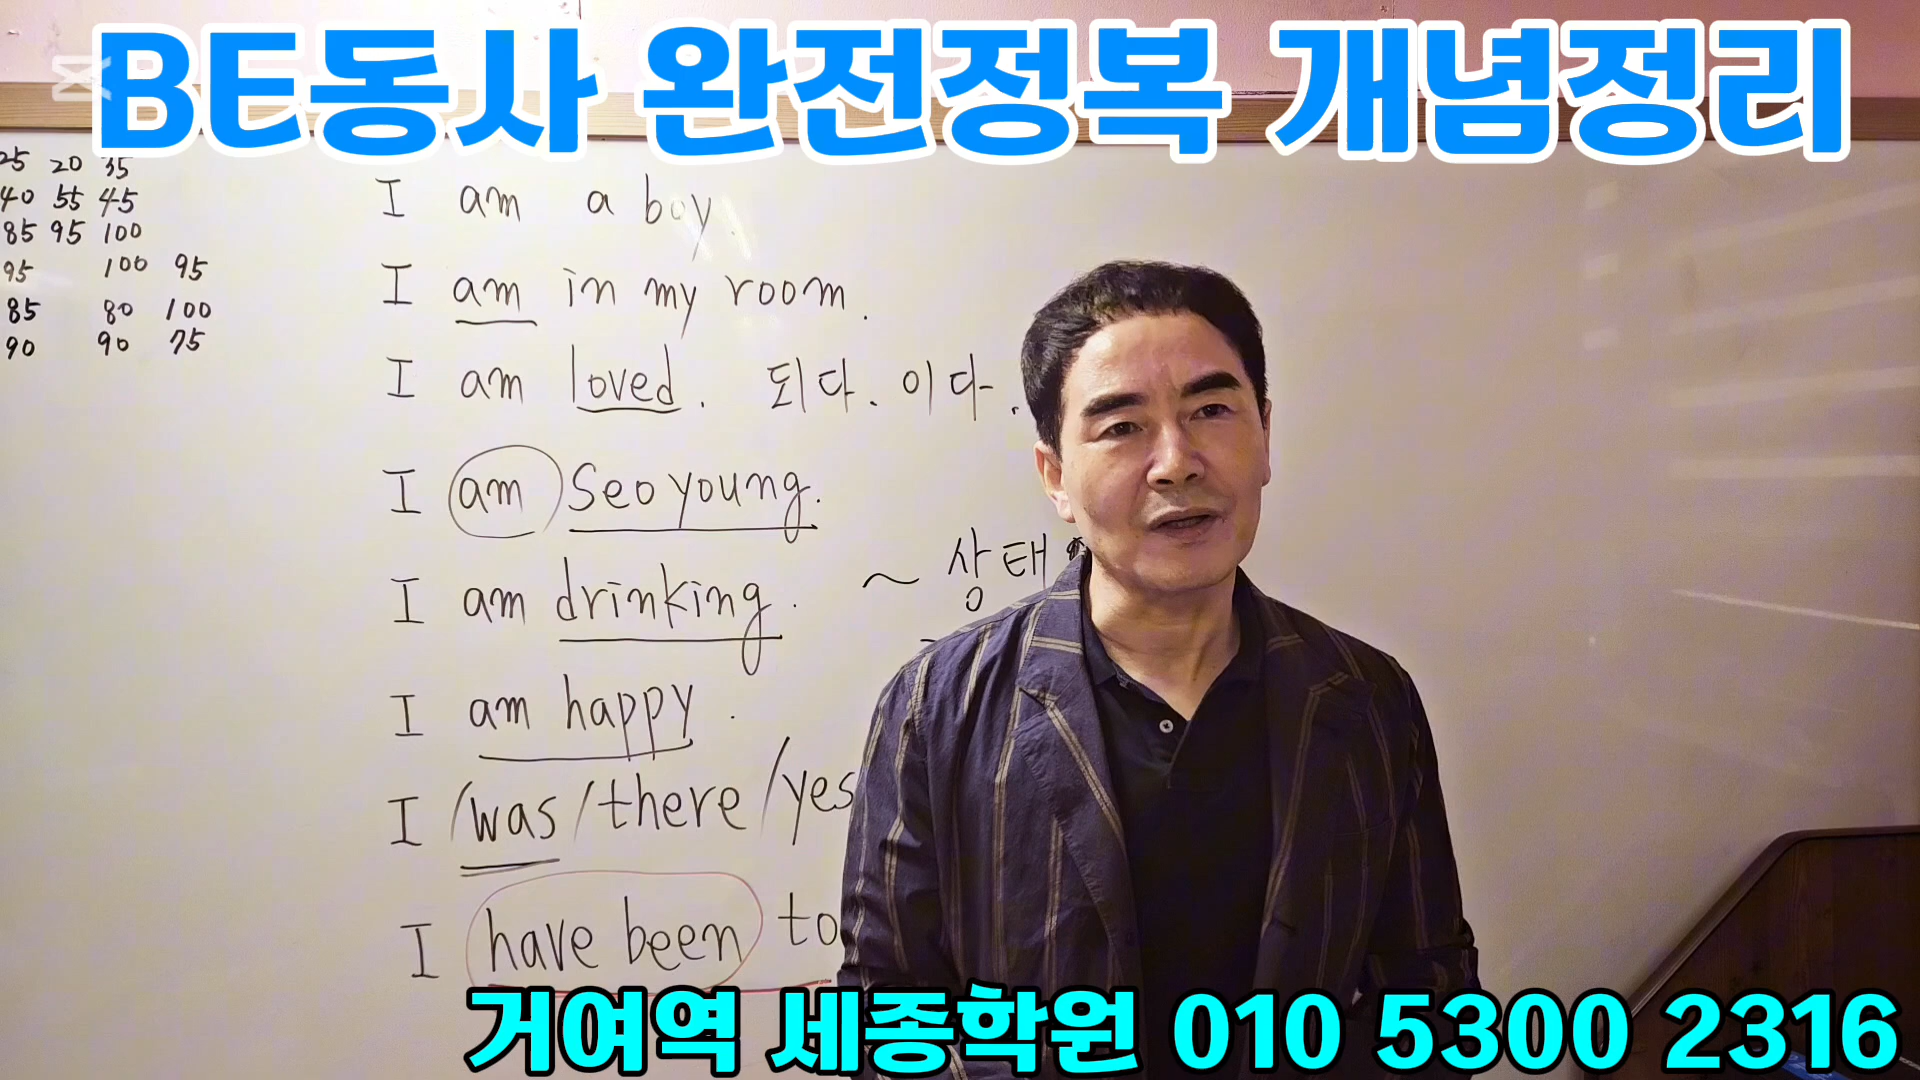 BE동사 완전정복 개념정리
25 20 35
40 55 45
85 95 100
95 100 95
85 80 100
90 90 75
I am a boy.
I am in my room.
I am loved. 되다. 이다.
I am Seoyoung.
I am drinking. ~ 상태
I am happy.
I /was/there/yes
I have been to
거여역 세종학원 010 5300 2316